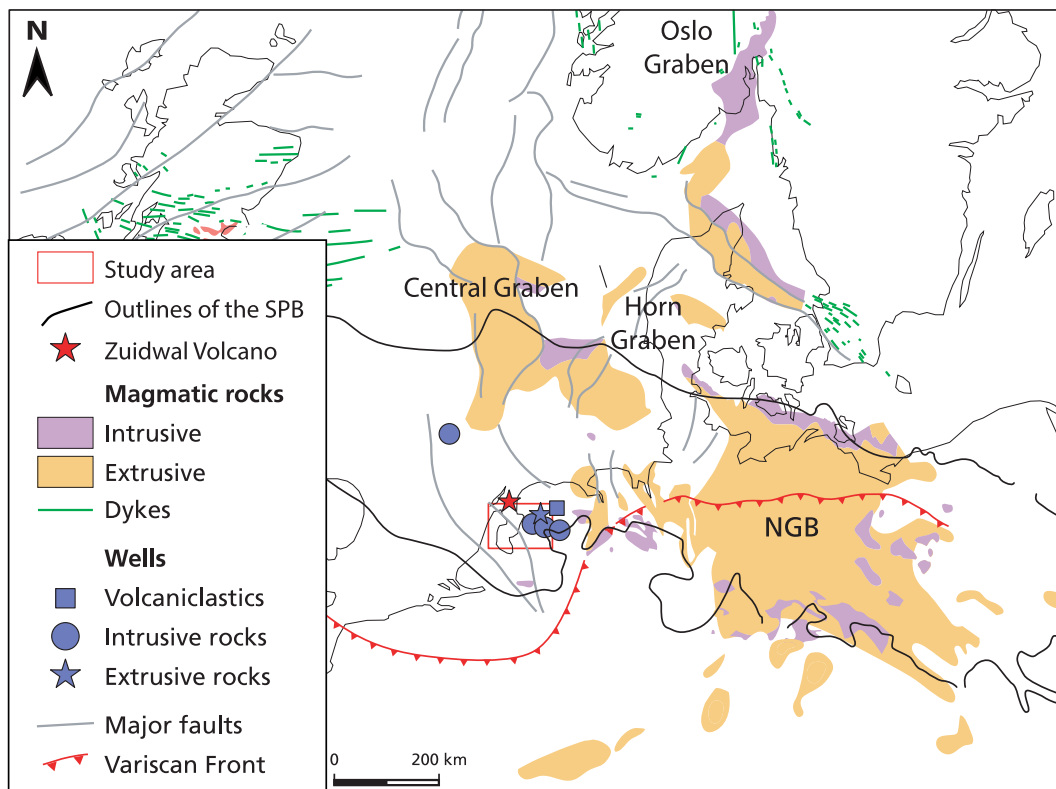 N
Oslo
Graben
Central Graben
Horn
Graben
NGB
Study area
Outlines of the SPB
Zuidwal Volcano
Magmatic rocks
Intrusive
Extrusive
Dykes
Wells
Volcaniclastics
Intrusive rocks
Extrusive rocks
Major faults
Variscan Front
0 200 km